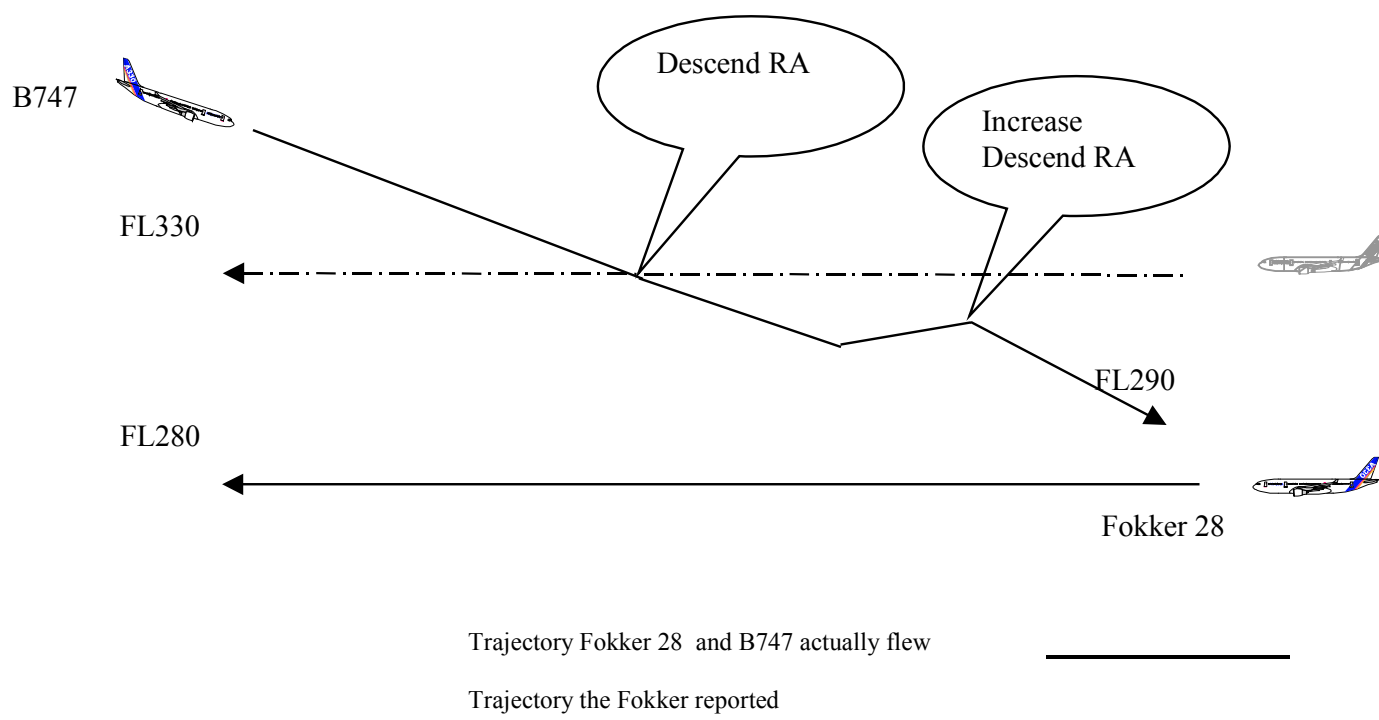 Descend RA
B747
Increase
Descend RA
FL330
FL290
FL280
Fokker 28
Trajectory Fokker 28 and B747 actually flew
Trajectory the Fokker reported